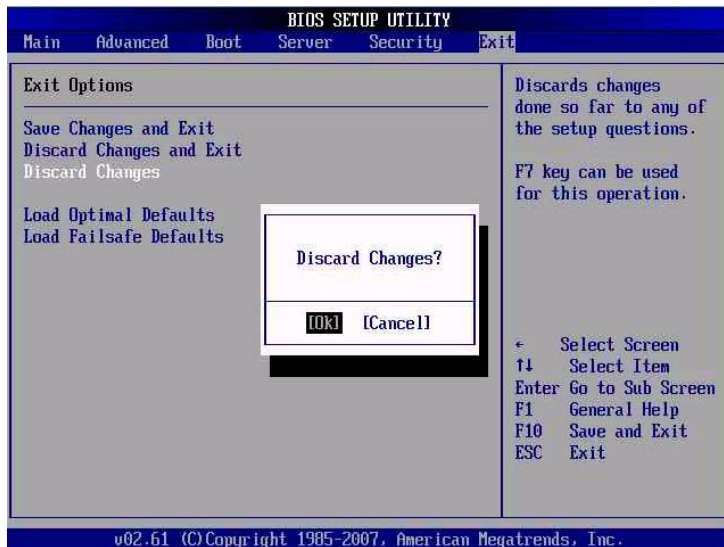 BIOS SETUP UTILITY
Main Advanced Boot Server Security Exit
Exit Options
Save Changes and Exit
Discard Changes and Exit
Discard Changes
Load Optimal Defaults
Load Failsafe Defaults
Discard Changes?
[Ok] [Cancel]
Discards changes
done so far to any of
the setup questions.
F7 key can be used
for this operation.
← Select Screen
↑↓ Select Item
Enter Go to Sub Screen
F1 General Help
F10 Save and Exit
ESC Exit
v02.61 (C)Copyright 1985-2007, American Megatrends, Inc.